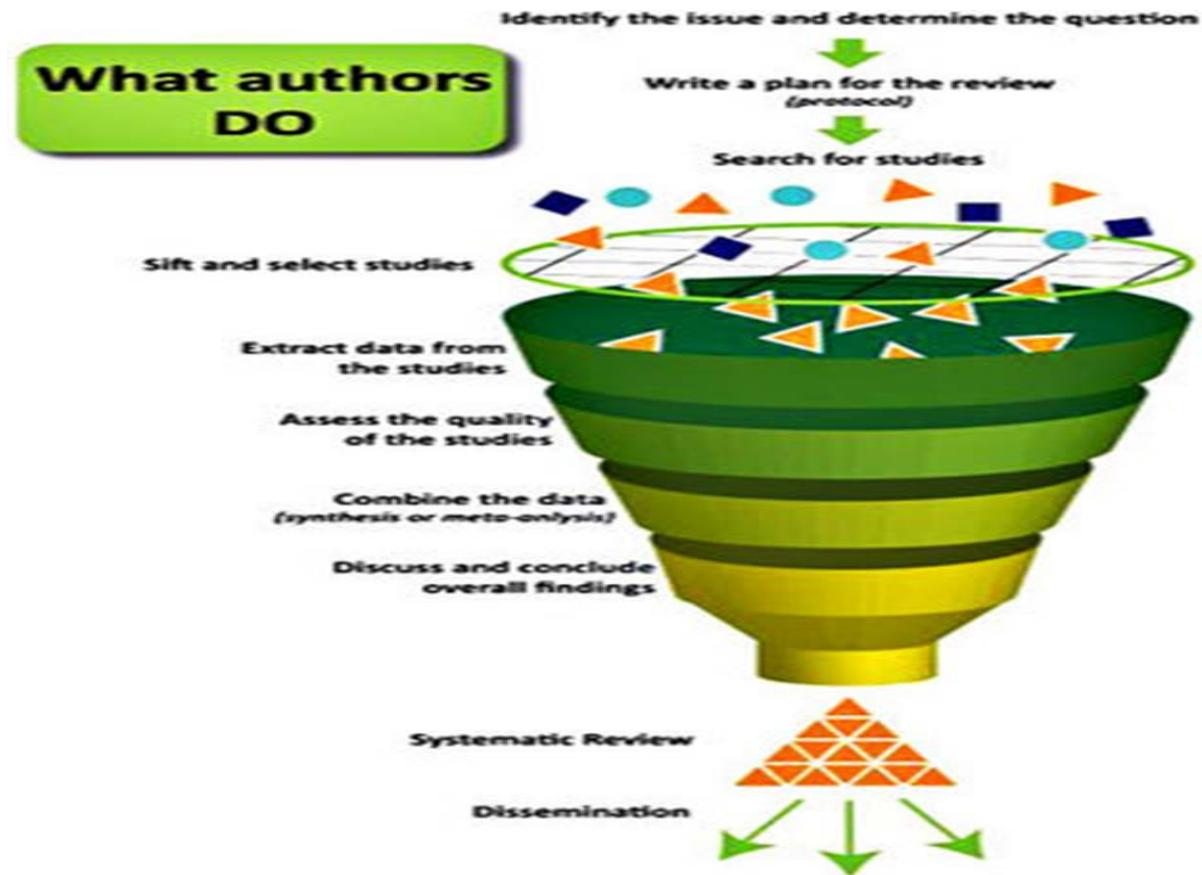 Identify the issue and determine the question
What authors
DO
Write a plan for the review
(protocol)
Search for studies
Sift and select studies
Extract data from
the studies
Assess the quality
of the studies
Combine the data
(synthesis or meto-onlysis)
Discuss and conclude
overall findings
Systematic Review
Dissemination